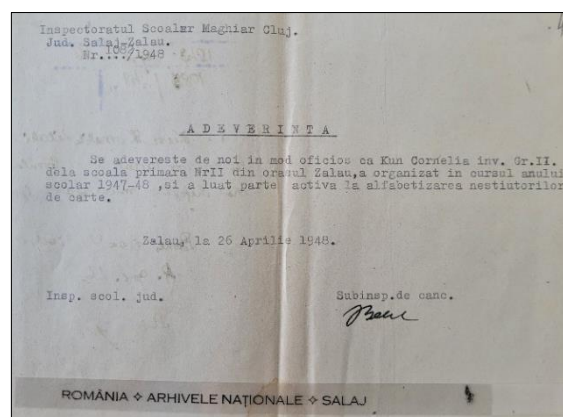 Inspectoratul Scoaler Maghiar Cluj.
Jud. Salaj-Zalau.
Nr.1082/1948
A D E V E R I N T A
Se adevereste de noi in mod oficios ca Kun Cornelia inv. Gr.II.
dela scoala primara NrII din orasul Zalau,a organizat in cursul anului
scolar 1947-48 ,si a luat parte activa la alfabetizarea nestiutorilor
de carte.
Zalau, la 26 Aprilie 1948.
Insp. scol. jud.
Subinsp.de canc.
ROMÂNIA ✧ ARHIVELE NAȚIONALE ✧ SALAJ